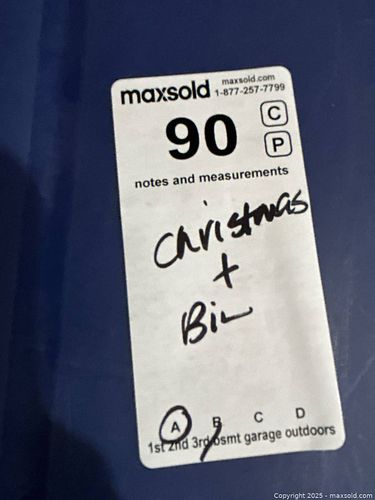 maxsold maxsold.com
1-877-257-7799
90 C
P
notes and measurements
Christmas
+
Bin
A B C D
1st 2nd 3rd bsmt garage outdoors
Copyright 2025 - maxsold.com